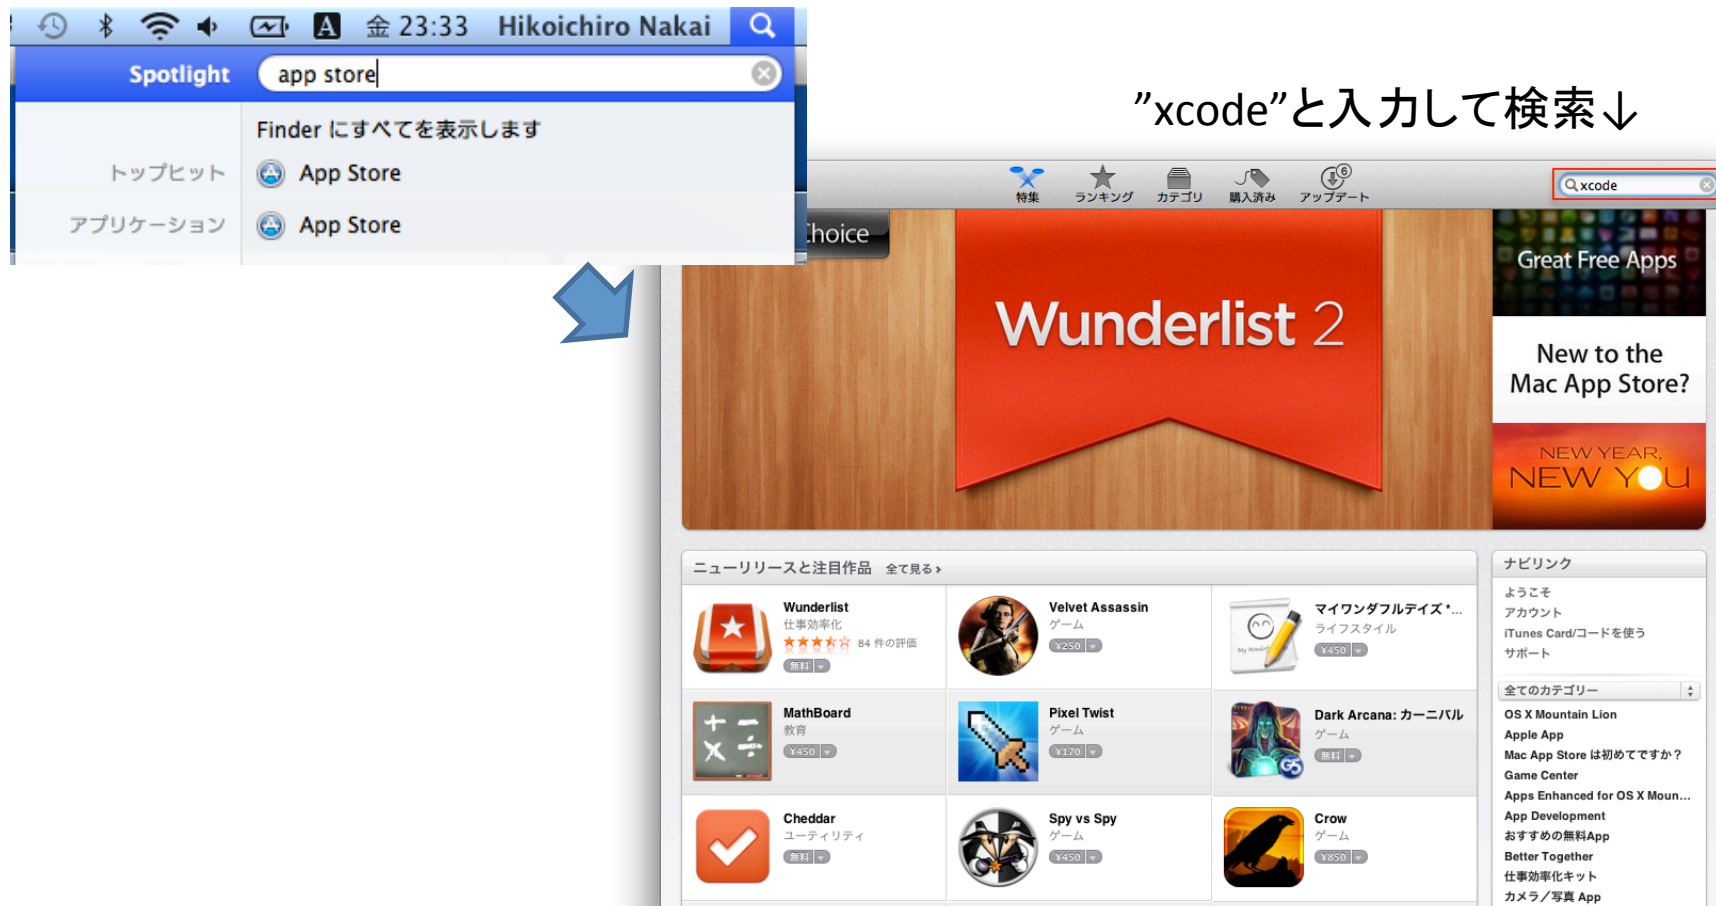 金 23:33 Hikoichiro Nakai
Spotlight app store
Finder にすべてを表示します
トップヒット App Store
アプリケーション App Store
”xcode”と入力して検索↓
特集 ランキング カテゴリ 購入済み アップデート 6
xcode
Choice
Wunderlist 2
Great Free Apps
New to the
Mac App Store?
NEW YEAR,
NEW YOU
ニューリリースと注目作品 全て見る ›
Wunderlist
仕事効率化
84 件の評価
無料
Velvet Assassin
ゲーム
¥250
マイワンダフルデイズ *...
ライフスタイル
¥450
MathBoard
教育
¥450
Pixel Twist
ゲーム
¥170
Dark Arcana: カーニバル
ゲーム
無料
G5
Cheddar
ユーティリティ
無料
Spy vs Spy
ゲーム
¥450
Crow
ゲーム
¥850
ナビリンク
ようこそ
アカウント
iTunes Card/コードを使う
サポート
全てのカテゴリー
OS X Mountain Lion
Apple App
Mac App Store は初めてですか？
Game Center
Apps Enhanced for OS X Moun...
App Development
おすすめの無料App
Better Together
仕事効率化キット
カメラ／写真 App